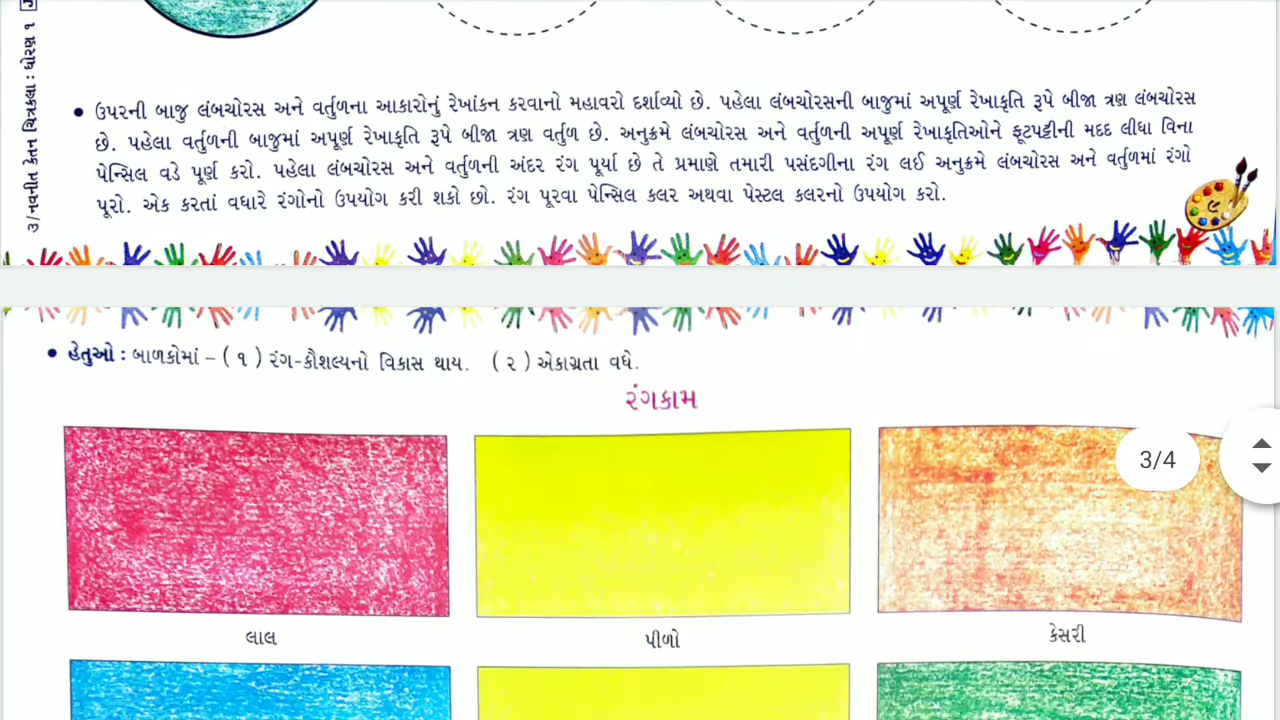 ૩/નવનીત કેતન ચિત્રકલા : ધોરણ ૧
● ઉપરની બાજુ લંબચોરસ અને વર્તુળના આકારોનું રેખાંકન કરવાનો મહાવરો દર્શાવ્યો છે. પહેલા લંબચોરસની બાજુમાં અપૂર્ણ રેખાકૃતિ રૂપે બીજા ત્રણ લંબચોરસ
છે. પહેલા વર્તુળની બાજુમાં અપૂર્ણ રેખાકૃતિ રૂપે બીજા ત્રણ વર્તુળ છે. અનુક્રમે લંબચોરસ અને વર્તુળની અપૂર્ણ રેખાકૃતિઓને ફૂટપટ્ટીની મદદ લીધા વિના
પેન્સિલ વડે પૂર્ણ કરો. પહેલા લંબચોરસ અને વર્તુળની અંદર રંગ પૂર્યા છે તે પ્રમાણે તમારી પસંદગીના રંગ લઈ અનુક્રમે લંબચોરસ અને વર્તુળમાં રંગો
પૂરો. એક કરતાં વધારે રંગોનો ઉપયોગ કરી શકો છો. રંગ પૂરવા પેન્સિલ કલર અથવા પેસ્ટલ કલરનો ઉપયોગ કરો.
૯
● હેતુઓ : બાળકોમાં – ( ૧ ) રંગ-કૌશલ્યનો વિકાસ થાય. ( ૨ ) એકાગ્રતા વધે.
રંગકામ
3/4
લાલ પીળો કેસરી